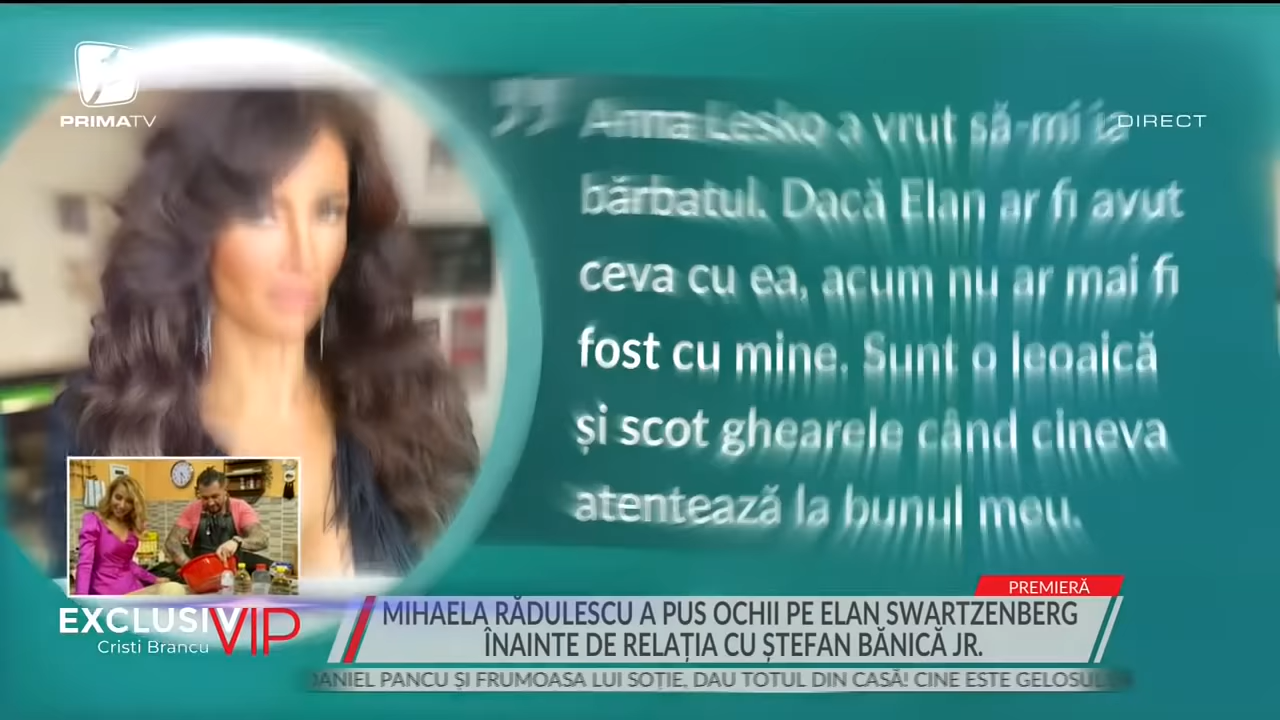 PRIMATV
DIRECT
” Anna Lesko a vrut să-mi ia
bărbatul. Dacă Elan ar fi avut
ceva cu ea, acum nu ar mai fi
fost cu mine. Sunt o leoaică
și scot ghearele când cineva
atentează la bunul meu.
PREMIERĂ
MIHAELA RĂDULESCU A PUS OCHII PE ELAN SWARTZENBERG
ÎNAINTE DE RELAȚIA CU ȘTEFAN BĂNICĂ JR.
EXCLUSIV VIP
Cristi Brancu
DANIEL PANCU ȘI FRUMOASA LUI SOȚIE, DAU TOTUL DIN CASĂ! CINE ESTE GELOSUL